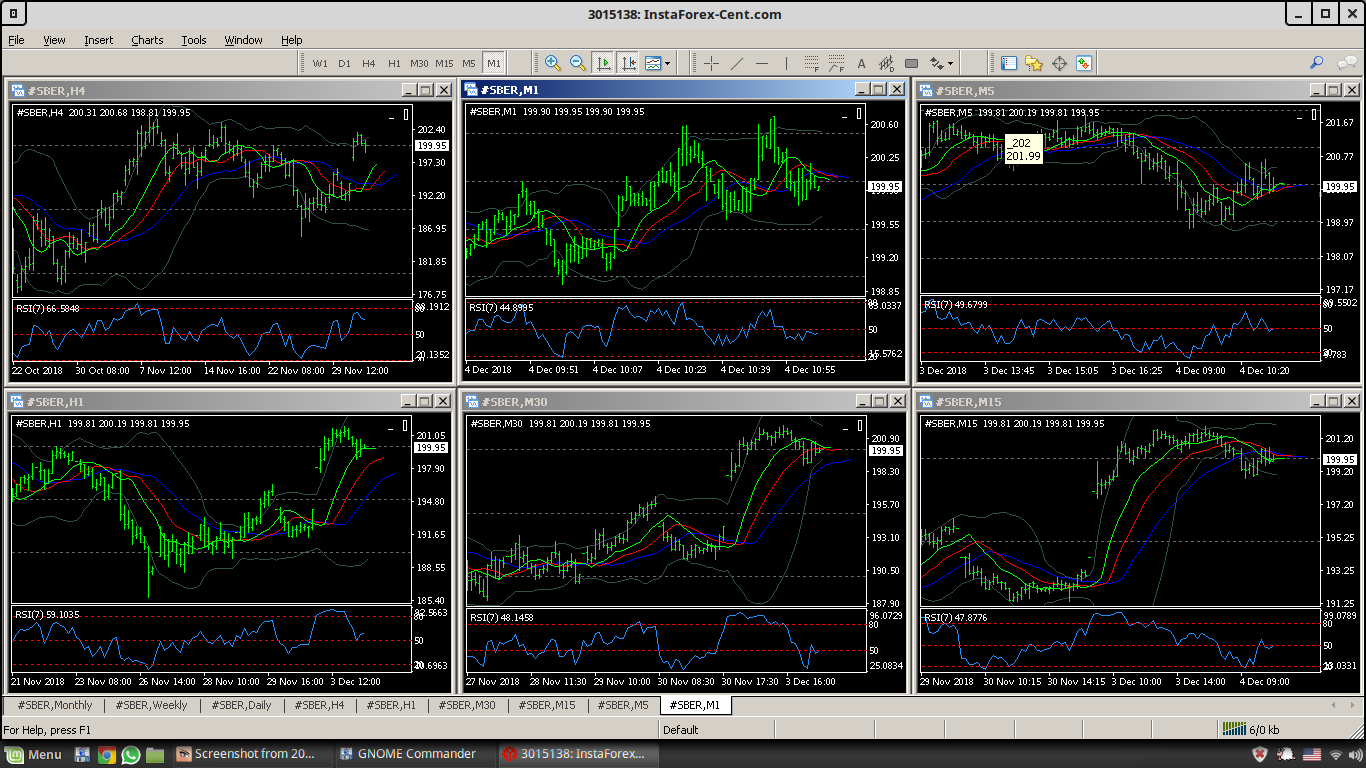 3015138: InstaForex-Cent.com
File View Insert Charts Tools Window Help
W1 D1 H4 H1 M30 M15 M5 M1
#SBER,H4
#SBER,H4 200.31 200.68 198.81 199.95
202.40
199.95
197.30
192.20
186.95
181.85
176.75
RSI(7) 66.5848
80
50
20
22 Oct 2018 30 Oct 08:00 7 Nov 12:00 14 Nov 16:00 22 Nov 08:00 29 Nov 12:00
#SBER,M1
#SBER,M1 199.90 199.95 199.90 199.95
200.60
200.25
199.95
199.55
199.20
198.85
RSI(7) 44.8995
50
4 Dec 2018 4 Dec 09:51 4 Dec 10:07 4 Dec 10:23 4 Dec 10:39 4 Dec 10:55
#SBER,M5
#SBER,M5 199.81 200.19 199.81 199.95
_202
201.99
201.67
200.77
199.95
198.97
198.07
197.17
RSI(7) 49.6799
50
3 Dec 2018 3 Dec 13:45 3 Dec 15:05 3 Dec 16:25 4 Dec 09:00 4 Dec 10:20
#SBER,H1
#SBER,H1 199.81 200.19 199.81 199.95
201.05
199.95
197.90
194.80
191.65
188.55
185.40
RSI(7) 59.1035
80
50
21 Nov 2018 23 Nov 12:00 26 Nov 14:00 28 Nov 10:00 29 Nov 16:00 3 Dec 12:00
#SBER,M30
#SBER,M30 199.81 200.19 199.81 199.95
200.90
199.95
198.30
195.70
193.10
190.50
187.90
RSI(7) 48.1458
96.0729
80
50
25.0834
27 Nov 2018 28 Nov 11:30 29 Nov 10:00 30 Nov 08:30 30 Nov 17:30 3 Dec 16:00
#SBER,M15
#SBER,M15 199.81 200.19 199.81 199.95
201.20
199.95
199.20
197.20
195.25
193.25
191.25
RSI(7) 47.8776
99.0789
80
50
29 Nov 2018 30 Nov 10:15 30 Nov 14:15 3 Dec 10:00 3 Dec 14:00 4 Dec 09:00
#SBER,Monthly #SBER,Weekly #SBER,Daily #SBER,H4 #SBER,H1 #SBER,M30 #SBER,M15 #SBER,M5 #SBER,M1
For Help, press F1 Default 6/0 kb
Menu Screenshot from 20... GNOME Commander 3015138: InstaForex...